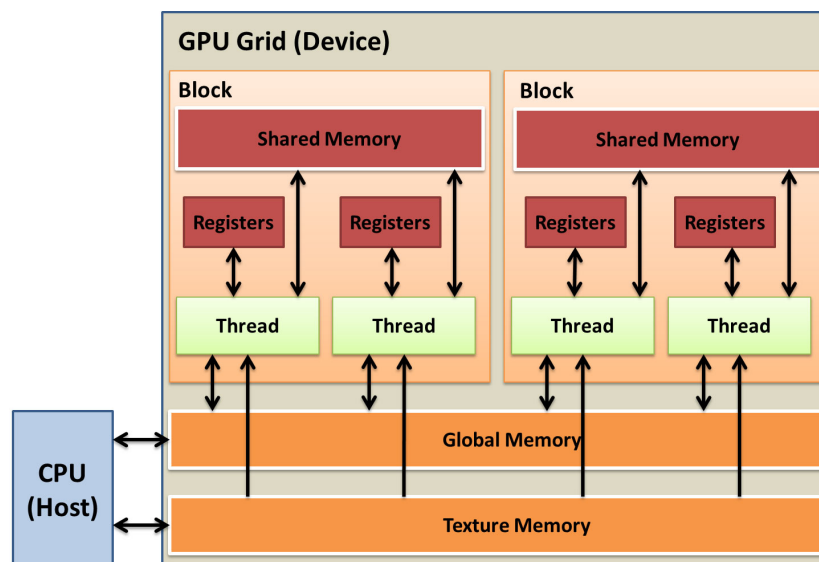 GPU Grid (Device)
Block
Block
Shared Memory
Shared Memory
Registers
Registers
Registers
Registers
Thread
Thread
Thread
Thread
Global Memory
CPU
(Host)
Texture Memory